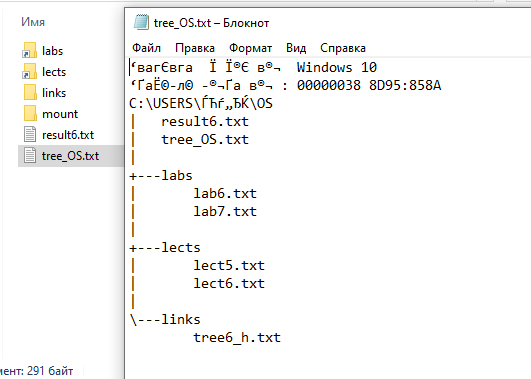 Имя
labs
lects
links
mount
result6.txt
tree_OS.txt
мент: 291 байт
tree_OS.txt – Блокнот
Файл Правка Формат Вид Справка
‘вагЄвга Ї Ї®Є в®¬ Windows 10
‘ҐаЁ©­л© ­®¬Ґа в®¬ : 00000038 8D95:858A
C:\USERS\ЃЋѓ„ЂЌ\OS
|   result6.txt
|   tree_OS.txt
|
+---labs
|       lab6.txt
|       lab7.txt
|
+---lects
|       lect5.txt
|       lect6.txt
|
\---links
        tree6_h.txt